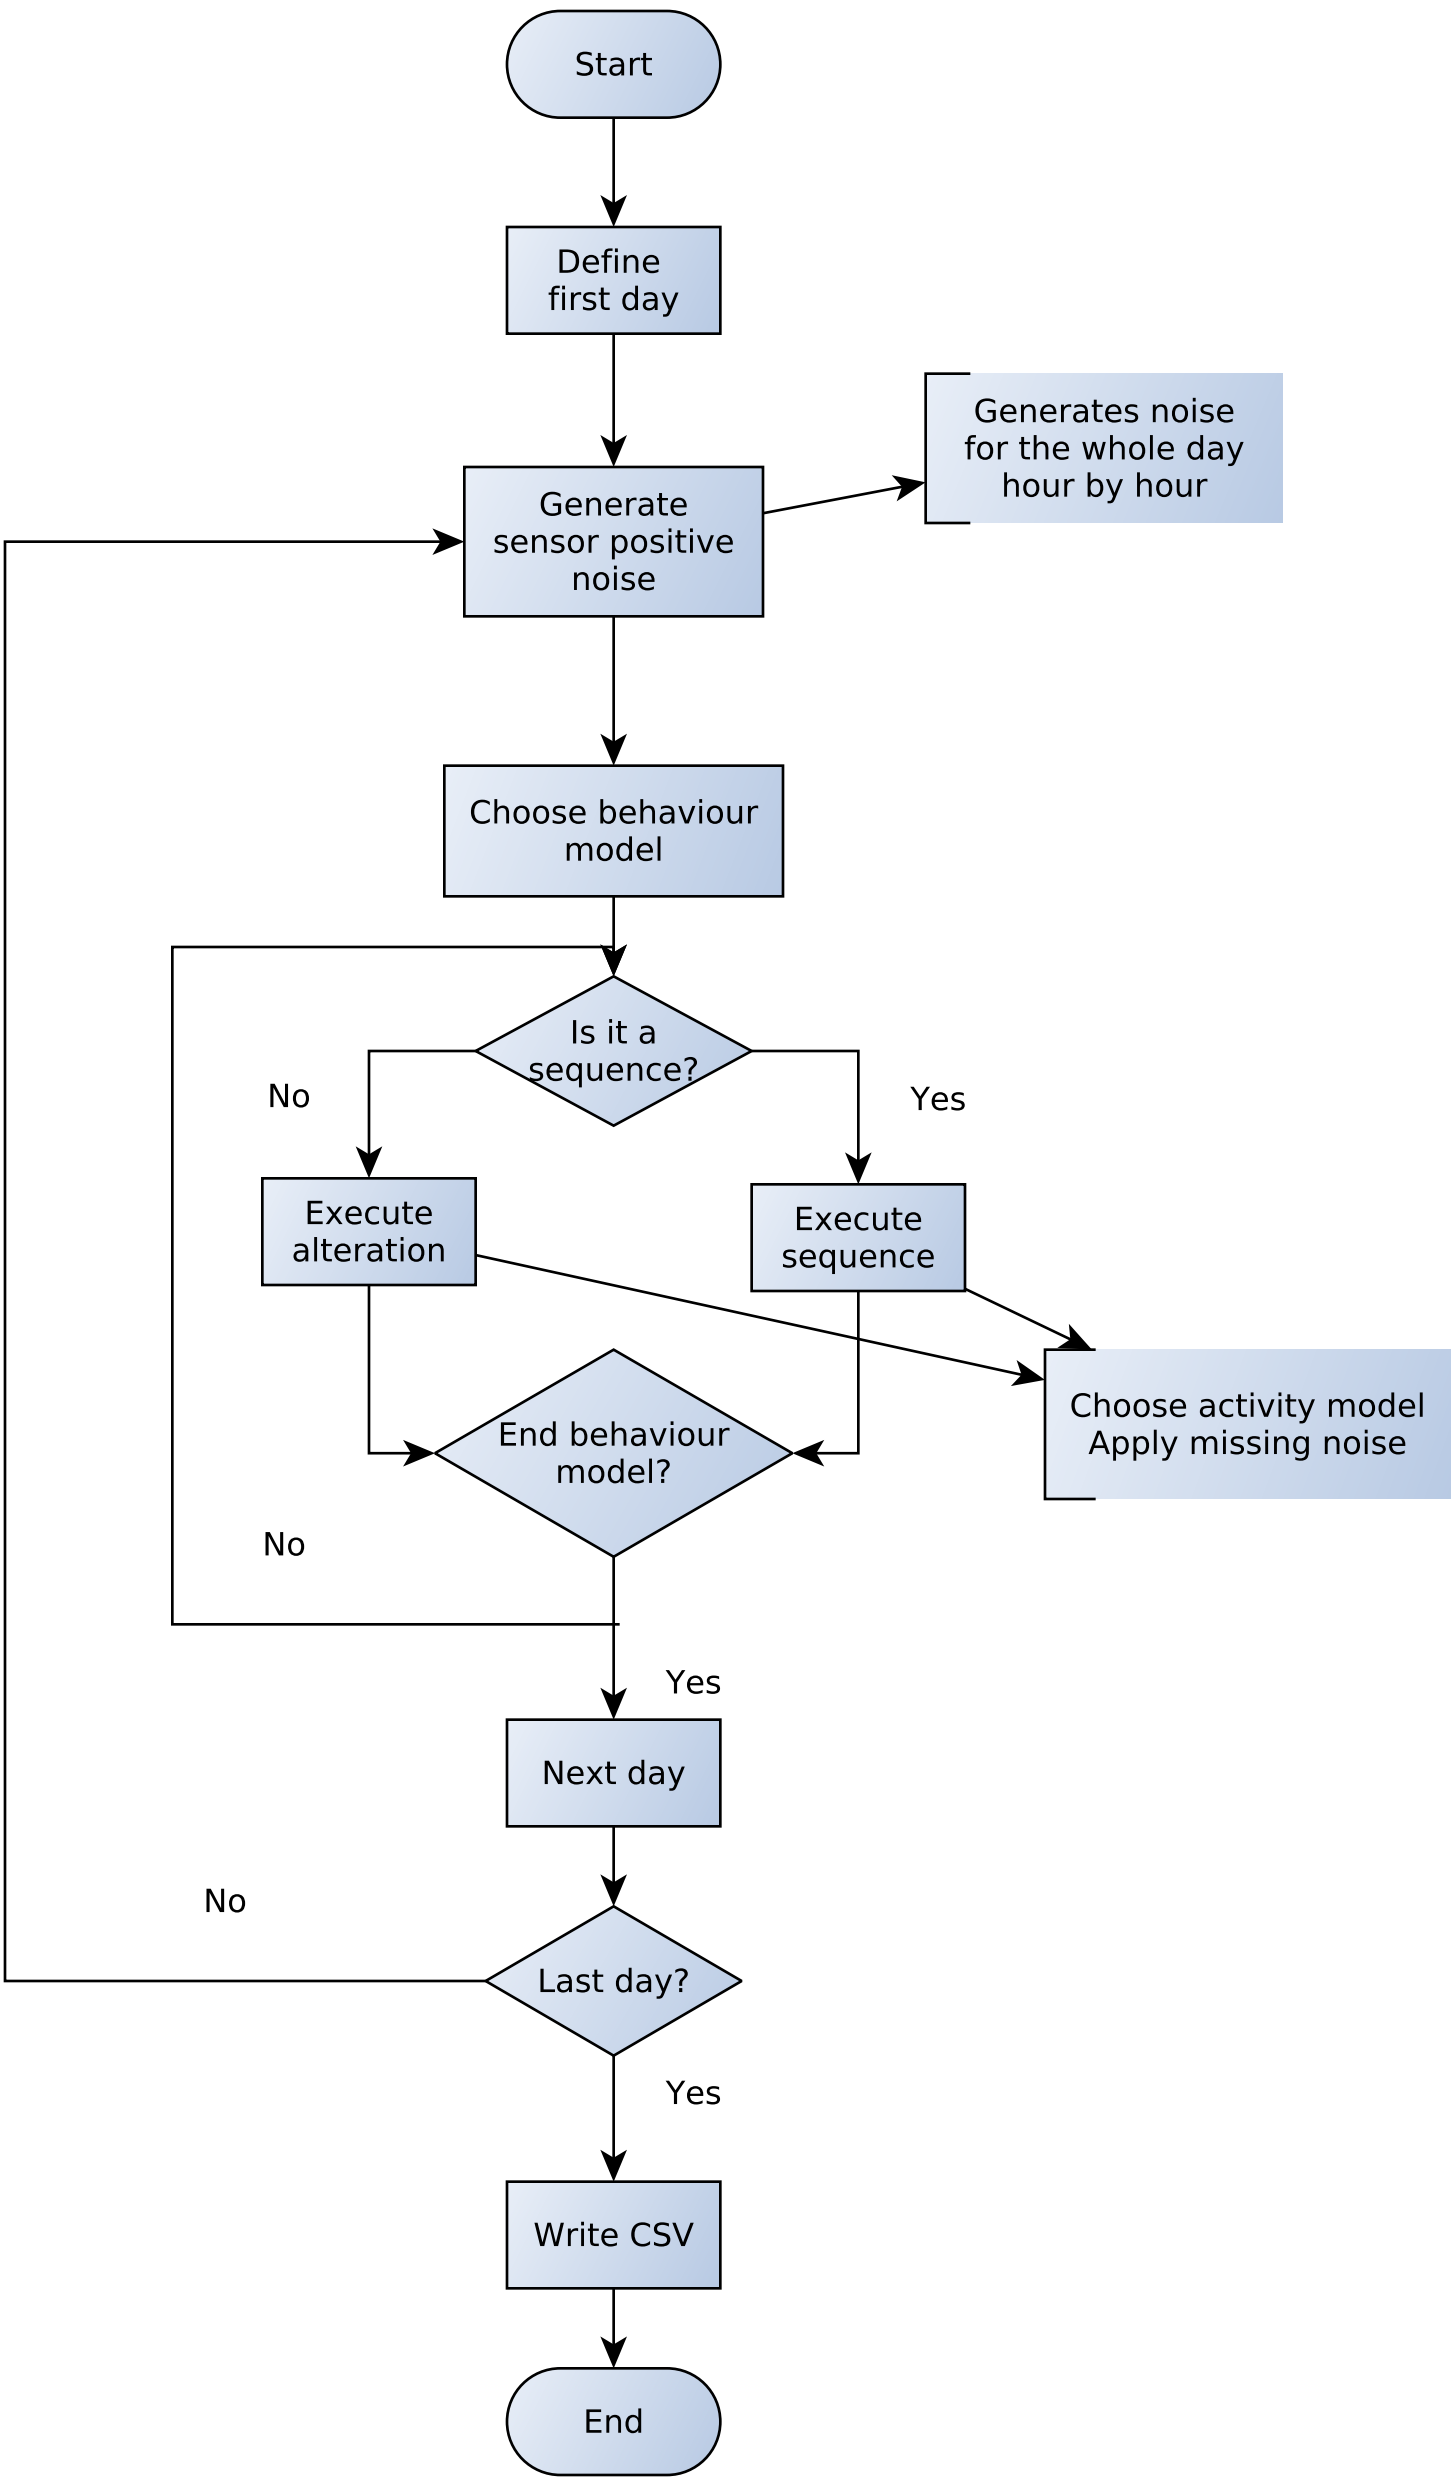 Start
Define
first day
Generates noise
for the whole day
hour by hour
Generate
sensor positive
noise
Choose behaviour
model
Is it a
sequence?
No
Yes
Execute
alteration
Execute
sequence
Choose activity model
Apply missing noise
End behaviour
model?
No
Yes
Next day
No
Last day?
Yes
Write CSV
End